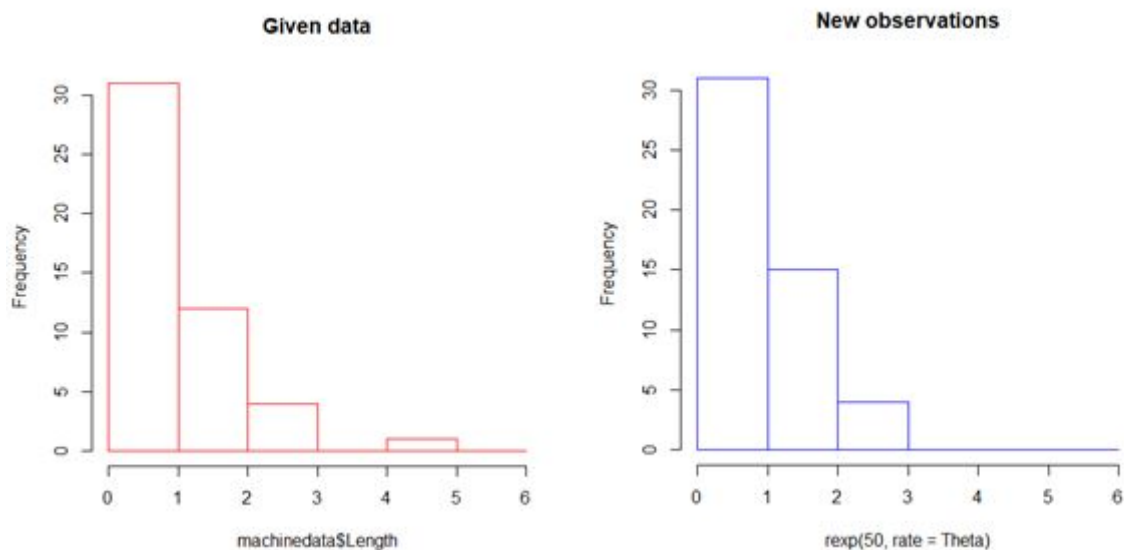 Given data
30
25
20
15
10
5
0
Frequency
0 1 2 3 4 5 6
machinedata$Length
New observations
30
25
20
15
10
5
0
Frequency
0 1 2 3 4 5 6
rexp(50, rate = Theta)